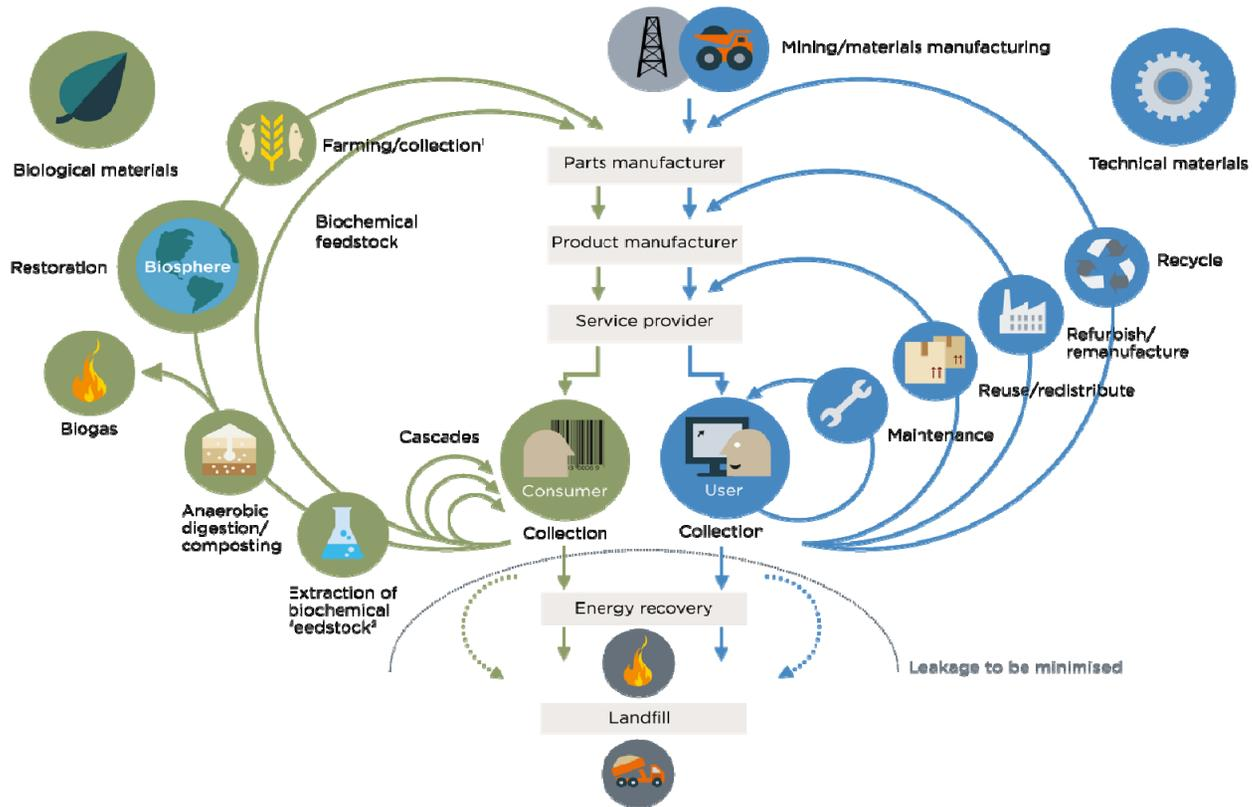 Mining/materials manufacturing
Biological materials
Technical materials
Farming/collection¹
Parts manufacturer
Biochemical
feedstock
Product manufacturer
Restoration
Biosphere
Recycle
Service provider
Refurbish/
remanufacture
Reuse/redistribute
Biogas
Cascades
Maintenance
Consumer
User
Anaerobic
digestion/
composting
Collection
Collection
Extraction of
biochemical
feedstock²
Energy recovery
Leakage to be minimised
Landfill